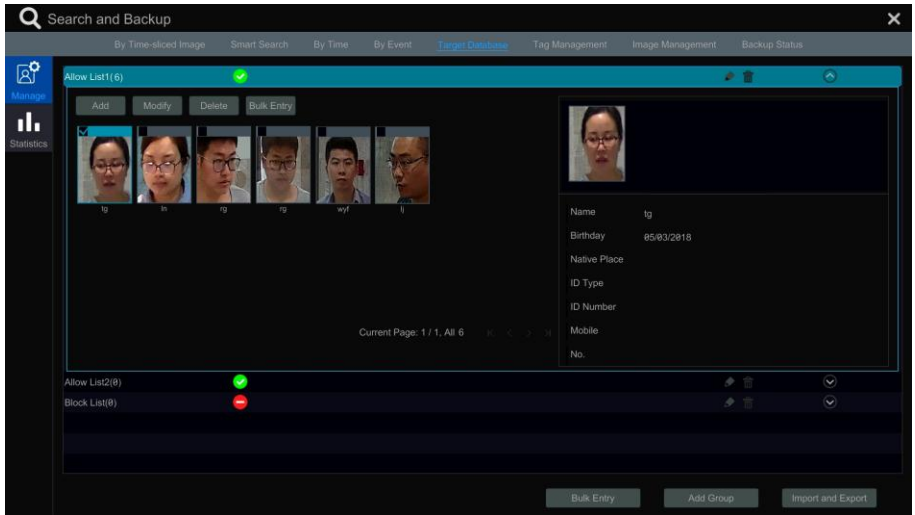 Search and Backup
By Time-sliced Image Smart Search By Time By Event Target Database Tag Management Image Management Backup Status
Manage
Statistics
Allow List1(6)
Add Modify Delete Bulk Entry
tg ln rg rg wyf lj
Name tg
Birthday 05/03/2018
Native Place
ID Type
ID Number
Mobile
No.
Current Page: 1 / 1, All 6
Allow List2(0)
Block List(0)
Bulk Entry Add Group Import and Export